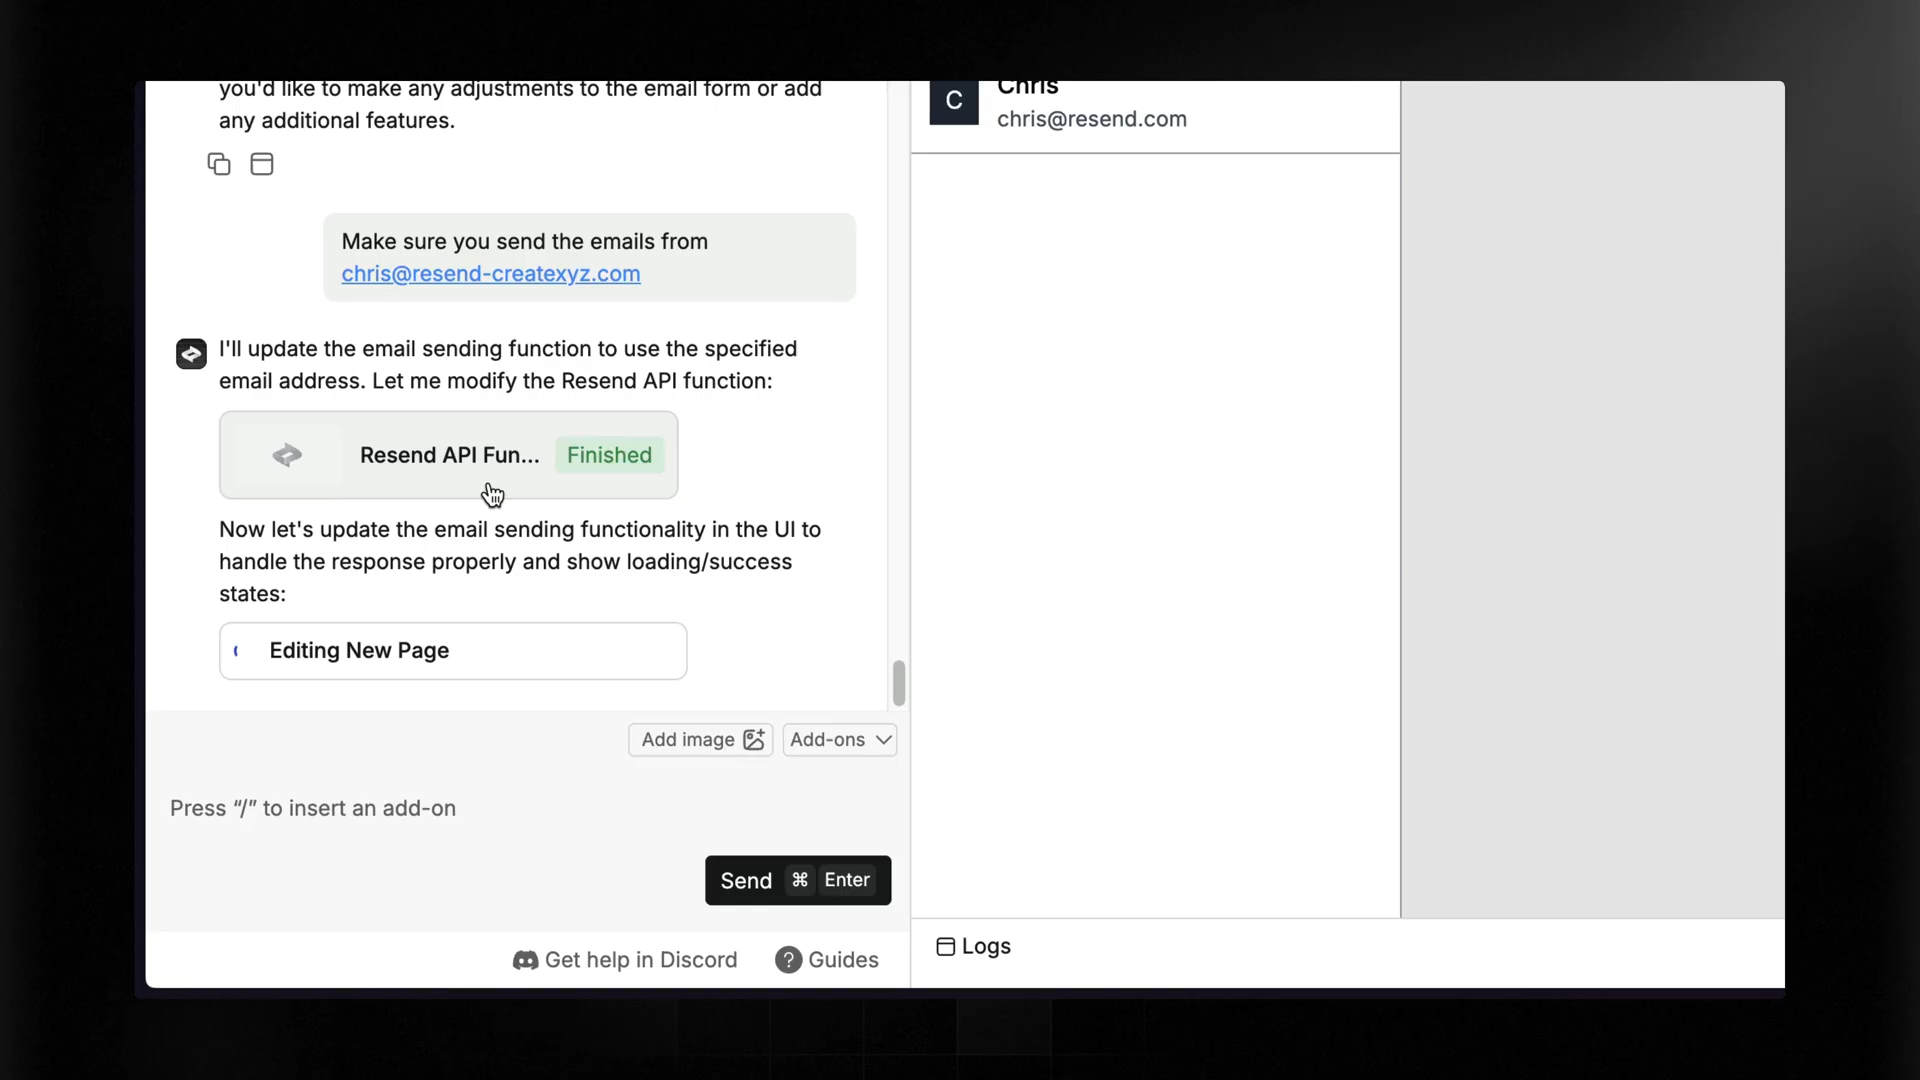 you'd like to make any adjustments to the email form or add
any additional features.
Make sure you send the emails from
chris@resend-createxyz.com
I'll update the email sending function to use the specified
email address. Let me modify the Resend API function:
Resend API Fun... Finished
Now let's update the email sending functionality in the UI to
handle the response properly and show loading/success
states:
Editing New Page
Add image Add-ons
Press “/” to insert an add-on
Send ⌘ Enter
Get help in Discord ? Guides
C
Chris
chris@resend.com
Logs